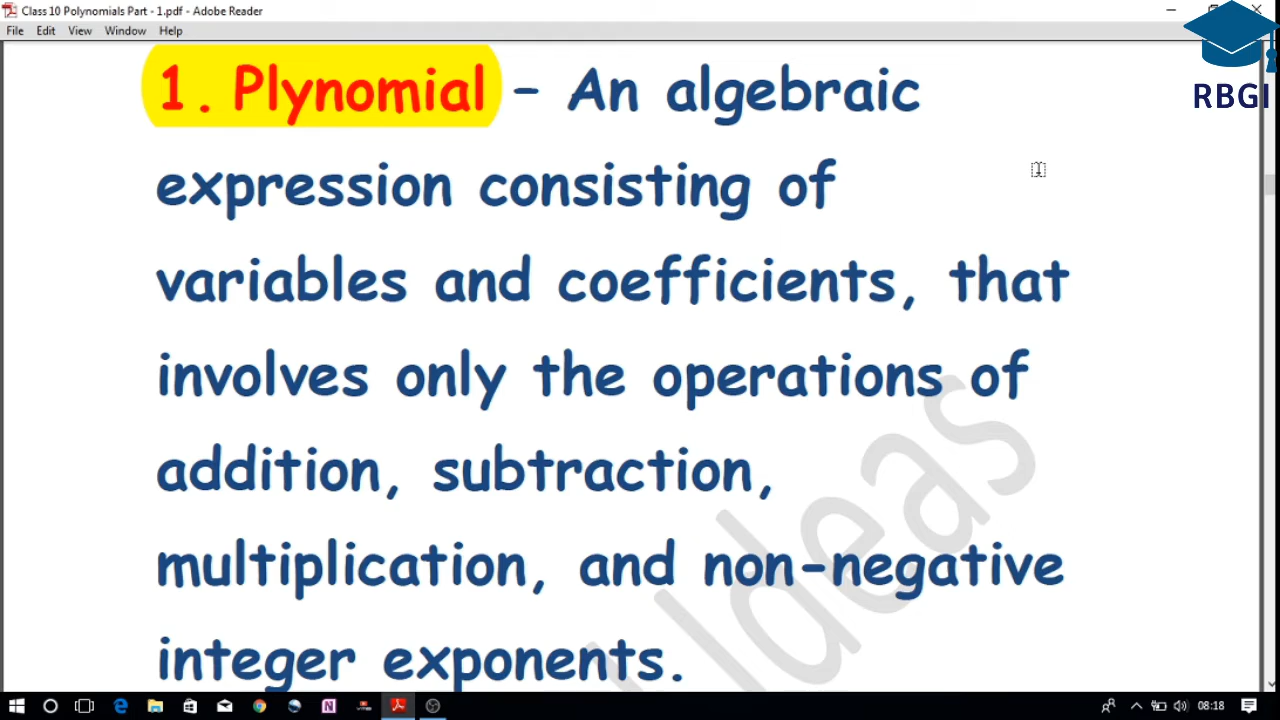 Class 10 Polynomials Part - 1.pdf - Adobe Reader
File Edit View Window Help
RBGI
1. Plynomial - An algebraic
expression consisting of
variables and coefficients, that
involves only the operations of
addition, subtraction,
multiplication, and non-negative
integer exponents.
Ideas
08:18